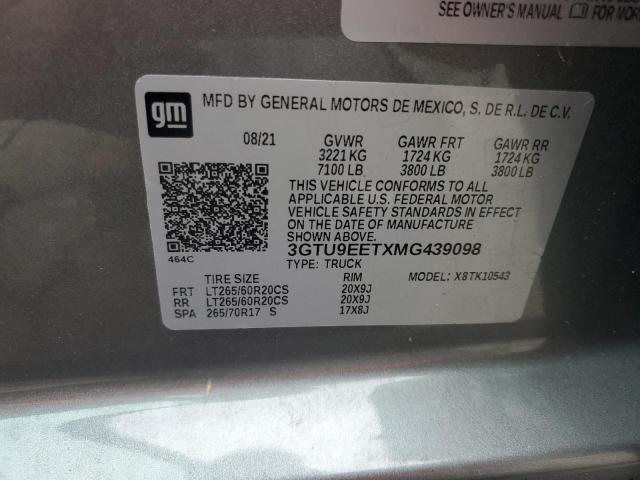 SEE OWNER'S MANUAL FOR MOR
gm
MFD BY GENERAL MOTORS DE MEXICO, S. DE R.L. DE C.V.
08/21 GVWR GAWR FRT GAWR RR
3221 KG 1724 KG 1724 KG
7100 LB 3800 LB 3800 LB
THIS VEHICLE CONFORMS TO ALL
APPLICABLE U.S. FEDERAL MOTOR
VEHICLE SAFETY STANDARDS IN EFFECT
ON THE DATE OF MANUFACTURE SHOWN ABOVE.
3GTU9EETXMG439098
464C
TYPE: TRUCK MODEL: X8TK10543
TIRE SIZE RIM
FRT LT265/60R20CS 20X9J
RR LT265/60R20CS 20X9J
SPA 265/70R17 S 17X8J